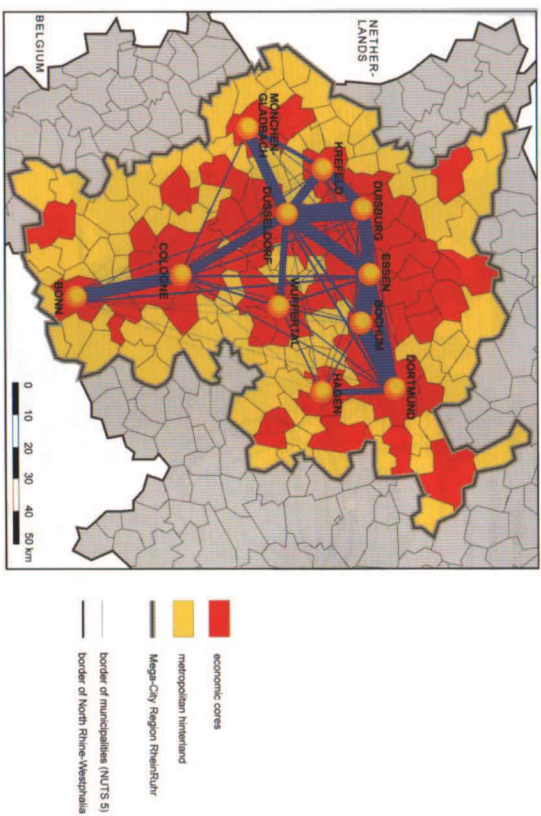 NETHER-
LANDS
BELGIUM
KREFELD
DUISBURG
ESSEN
BOCHUM
DORTMUND
HAGEN
MÖNCHEN-
GLADBACH
DÜSSELDORF
WUPPERTAL
COLOGNE
BONN
0 10 20 30 40 50 km
economic cores
metropolitan hinterland
Mega-City Region RheinRuhr
border of municipalities (NUTS 5)
border of North Rhine-Westphalia